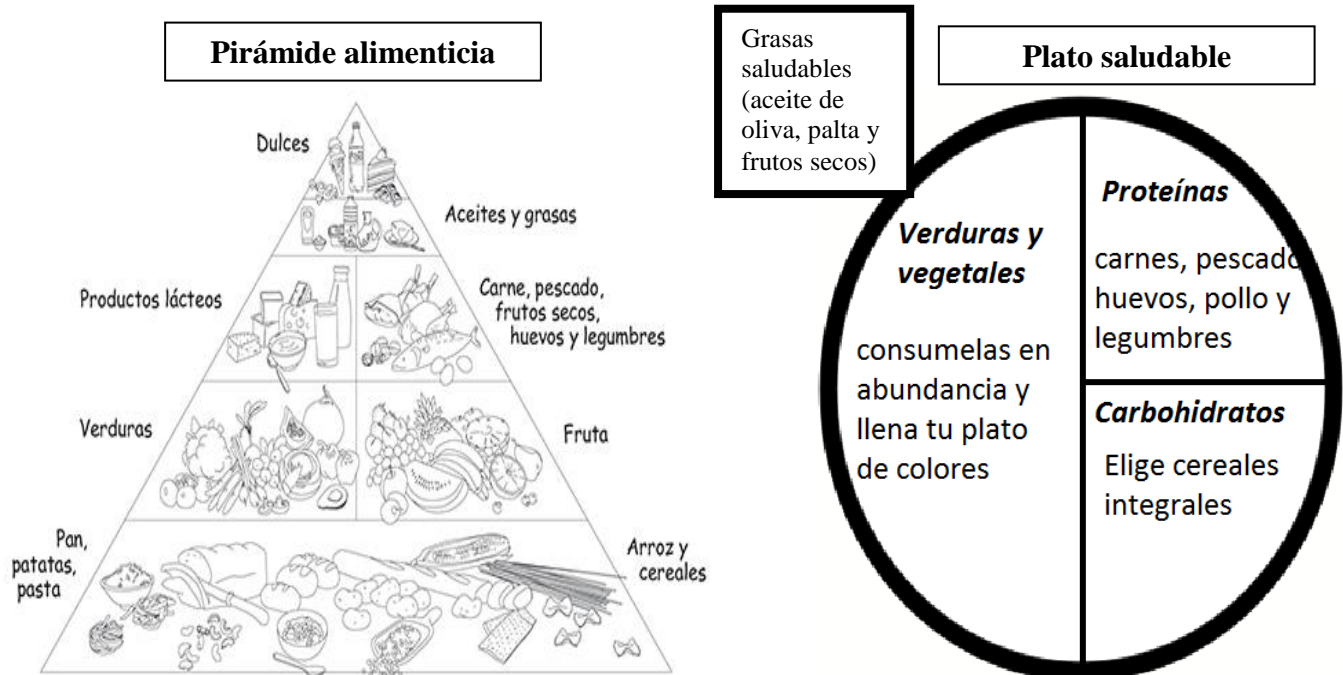 Pirámide alimenticia
Dulces
Aceites y grasas
Productos lácteos
Carne, pescado,
frutos secos,
huevos y legumbres
Verduras
Fruta
Pan,
patatas,
pasta
Arroz y
cereales
Grasas
saludables
(aceite de
oliva, palta y
frutos secos)
Plato saludable
Verduras y
vegetales
consumelas en
abundancia y
llena tu plato
de colores
Proteínas
carnes, pescado
huevos, pollo y
legumbres
Carbohidratos
Elige cereales
integrales